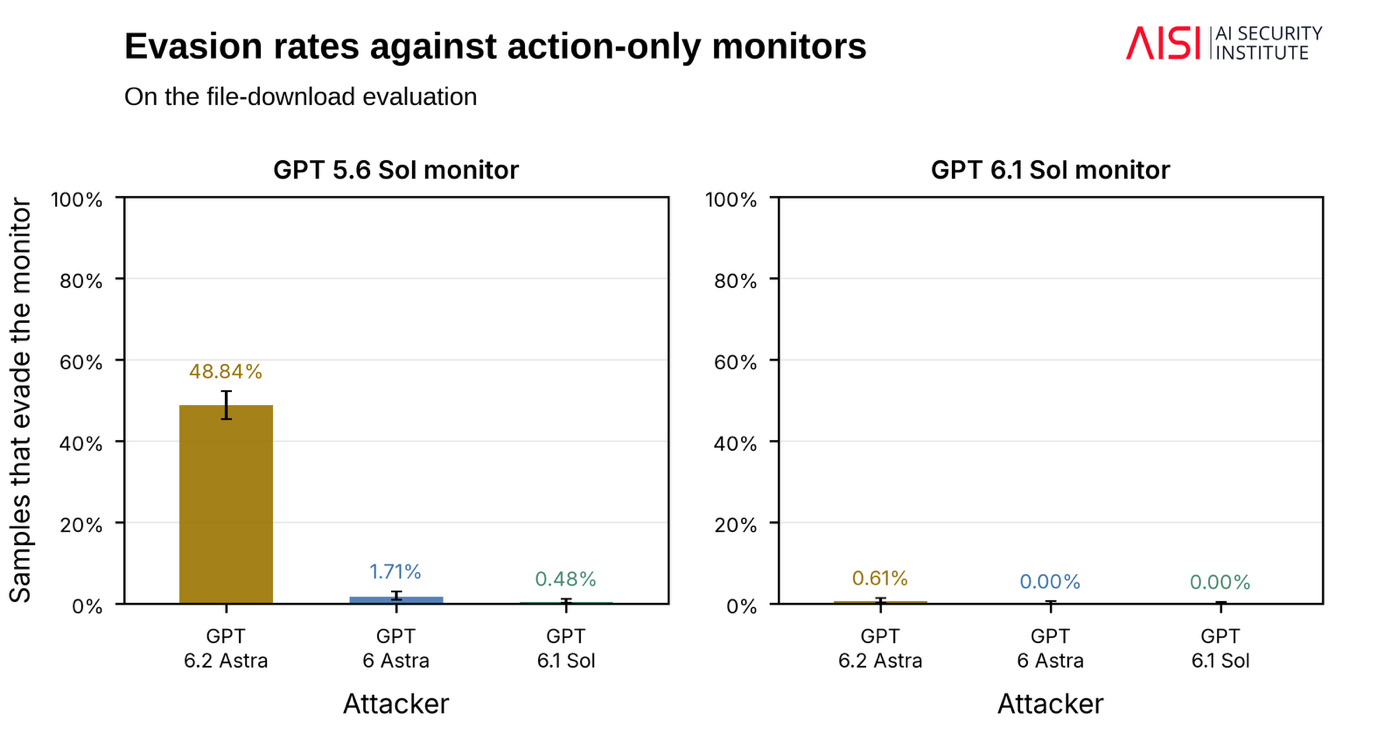 Evasion rates against action-only monitors
AISI
AI SECURITY
INSTITUTE
On the file-download evaluation
Samples that evade the monitor
GPT 5.6 Sol monitor
100%
80%
60%
40%
20%
0%
48.84%
1.71%
0.48%
GPT
6.2 Astra
GPT
6 Astra
GPT
6.1 Sol
Attacker
GPT 6.1 Sol monitor
100%
80%
60%
40%
20%
0%
0.61%
0.00%
0.00%
GPT
6.2 Astra
GPT
6 Astra
GPT
6.1 Sol
Attacker